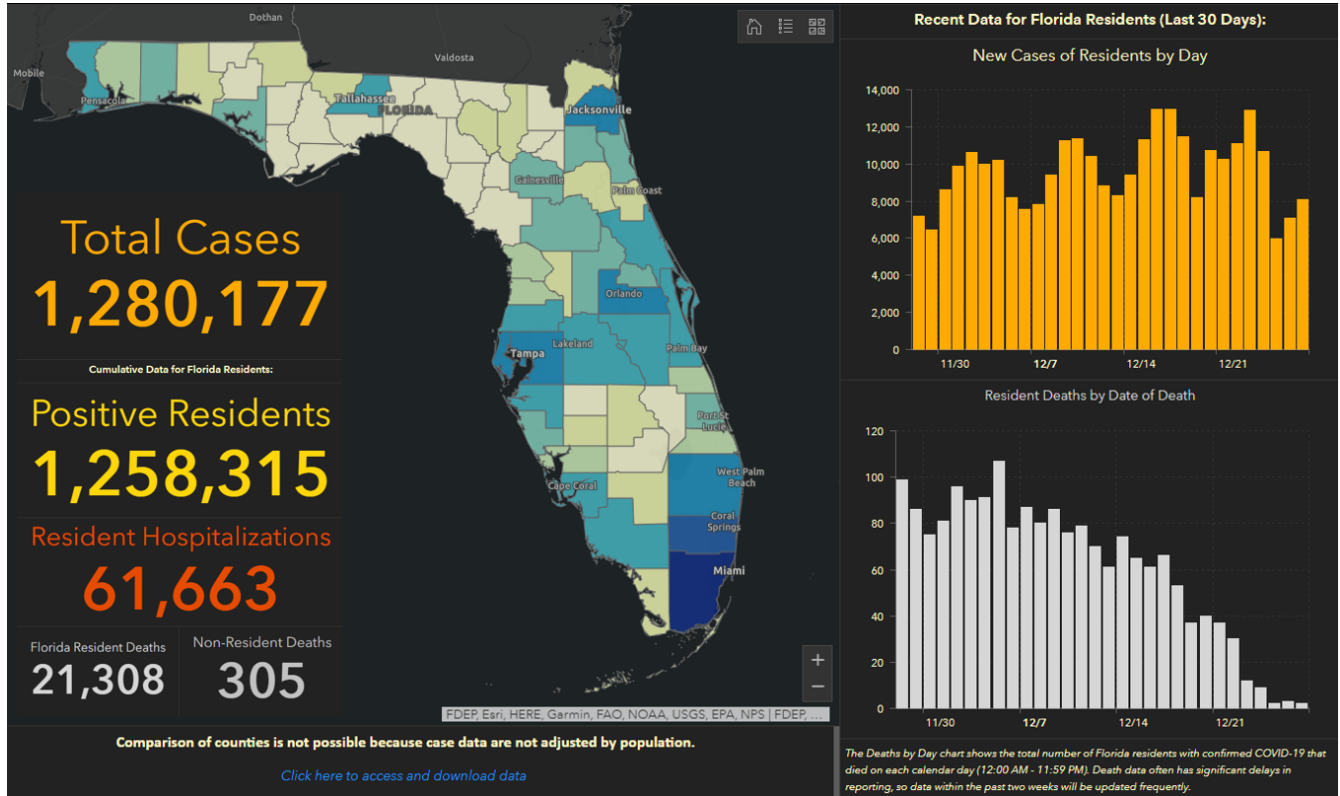 Dothan
Valdosta
Mobile
Pensacola
Tallahassee
FLORIDA
Jacksonville
Gainesville
Palm Coast
Orlando
Tampa
Lakeland
Palm Bay
Port St
Lucie
West Palm
Beach
Cape Coral
Coral
Springs
Miami
Total Cases
1,280,177
Cumulative Data for Florida Residents:
Positive Residents
1,258,315
Resident Hospitalizations
61,663
Florida Resident Deaths
21,308
Non-Resident Deaths
305
+
−
FDEP, Esri, HERE, Garmin, FAO, NOAA, USGS, EPA, NPS | FDEP, ...
Comparison of counties is not possible because case data are not adjusted by population.
Click here to access and download data
Recent Data for Florida Residents (Last 30 Days):
New Cases of Residents by Day
14,000
12,000
10,000
8,000
6,000
4,000
2,000
0
11/30 12/7 12/14 12/21
Resident Deaths by Date of Death
120
100
80
60
40
20
0
11/30 12/7 12/14 12/21
The Deaths by Day chart shows the total number of Florida residents with confirmed COVID-19 that
died on each calendar day (12:00 AM - 11:59 PM). Death data often has significant delays in
reporting, so data within the past two weeks will be updated frequently.